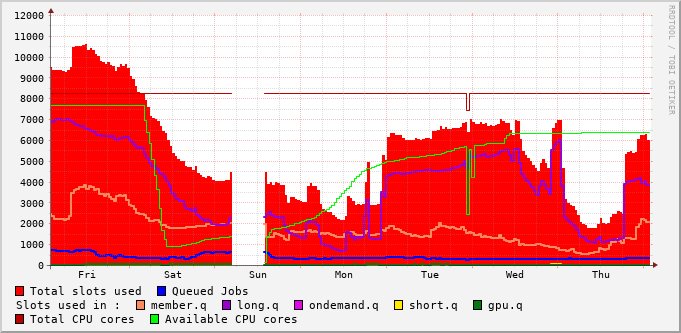 12000
11000
10000
9000
8000
7000
6000
5000
4000
3000
2000
1000
0
Fri Sat Sun Mon Tue Wed Thu
Total slots used Queued Jobs
Slots used in : member.q long.q ondemand.q short.q gpu.q
Total CPU cores Available CPU cores
RRDTOOL / TOBI OETIKER